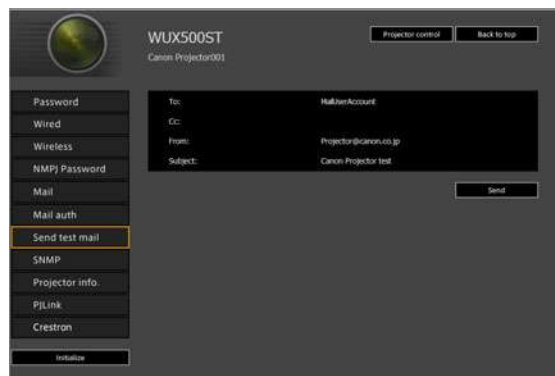 WUX500ST
Projector control
Back to top
Canon Projector001
Password
Wired
Wireless
NMPJ Password
Mail
Mail auth
Send test mail
SNMP
Projector info.
PJLink
Crestron
Initialize
To: MailUserAccount
Cc:
From: Projector@canon.co.jp
Subject: Canon Projector test
Send